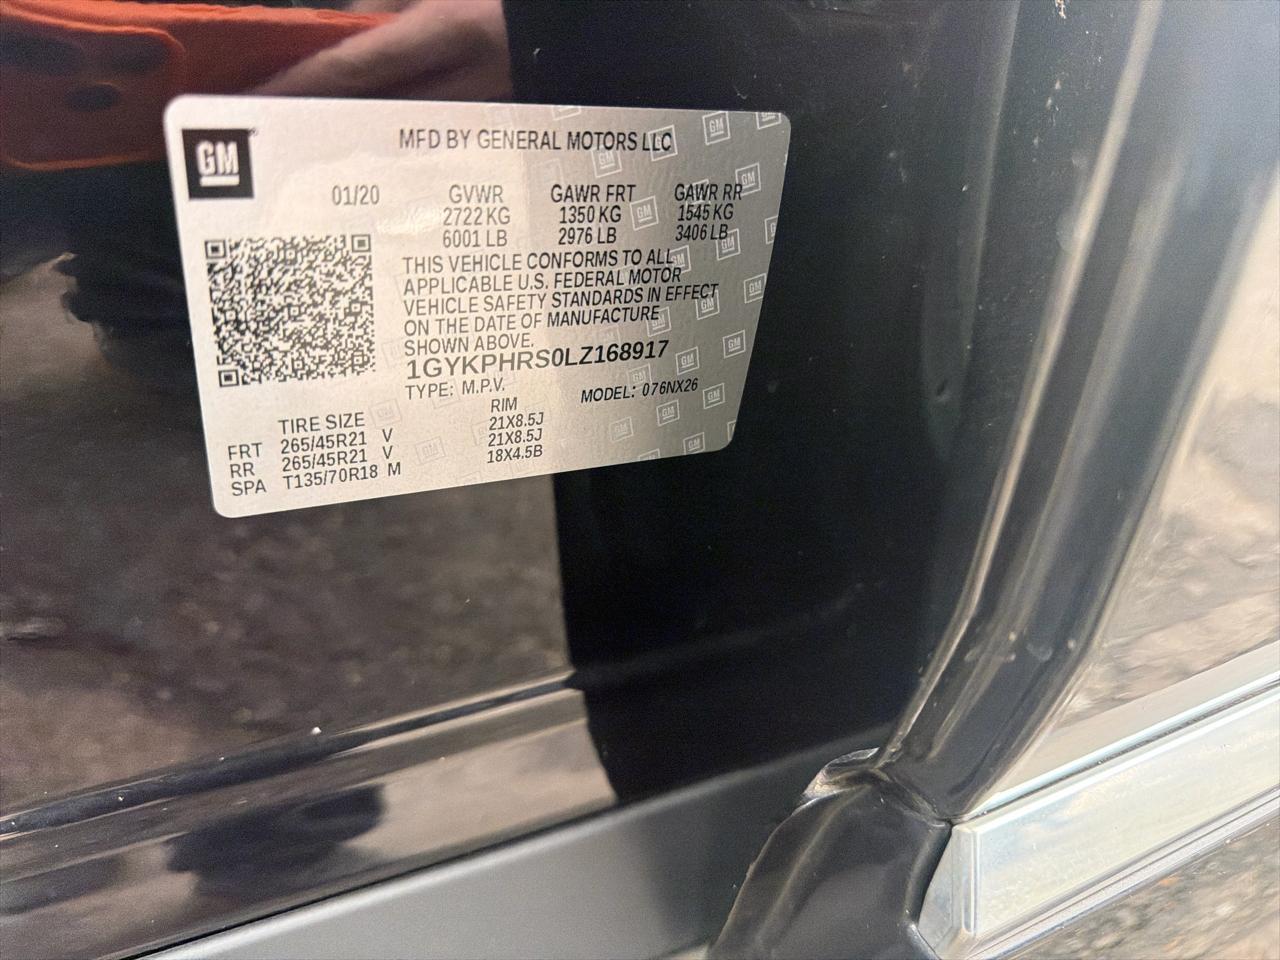 GM
MFD BY GENERAL MOTORS LLC
01/20 GVWR GAWR FRT GAWR RR
2722 KG 1350 KG 1545 KG
6001 LB 2976 LB 3406 LB
THIS VEHICLE CONFORMS TO ALL
APPLICABLE U.S. FEDERAL MOTOR
VEHICLE SAFETY STANDARDS IN EFFECT
ON THE DATE OF MANUFACTURE
SHOWN ABOVE.
1GYKPHRS0LZ168917
TYPE: M.P.V. MODEL: 076NX26
TIRE SIZE RIM
FRT 265/45R21 V 21X8.5J
RR 265/45R21 V 21X8.5J
SPA T135/70R18 M 18X4.5B